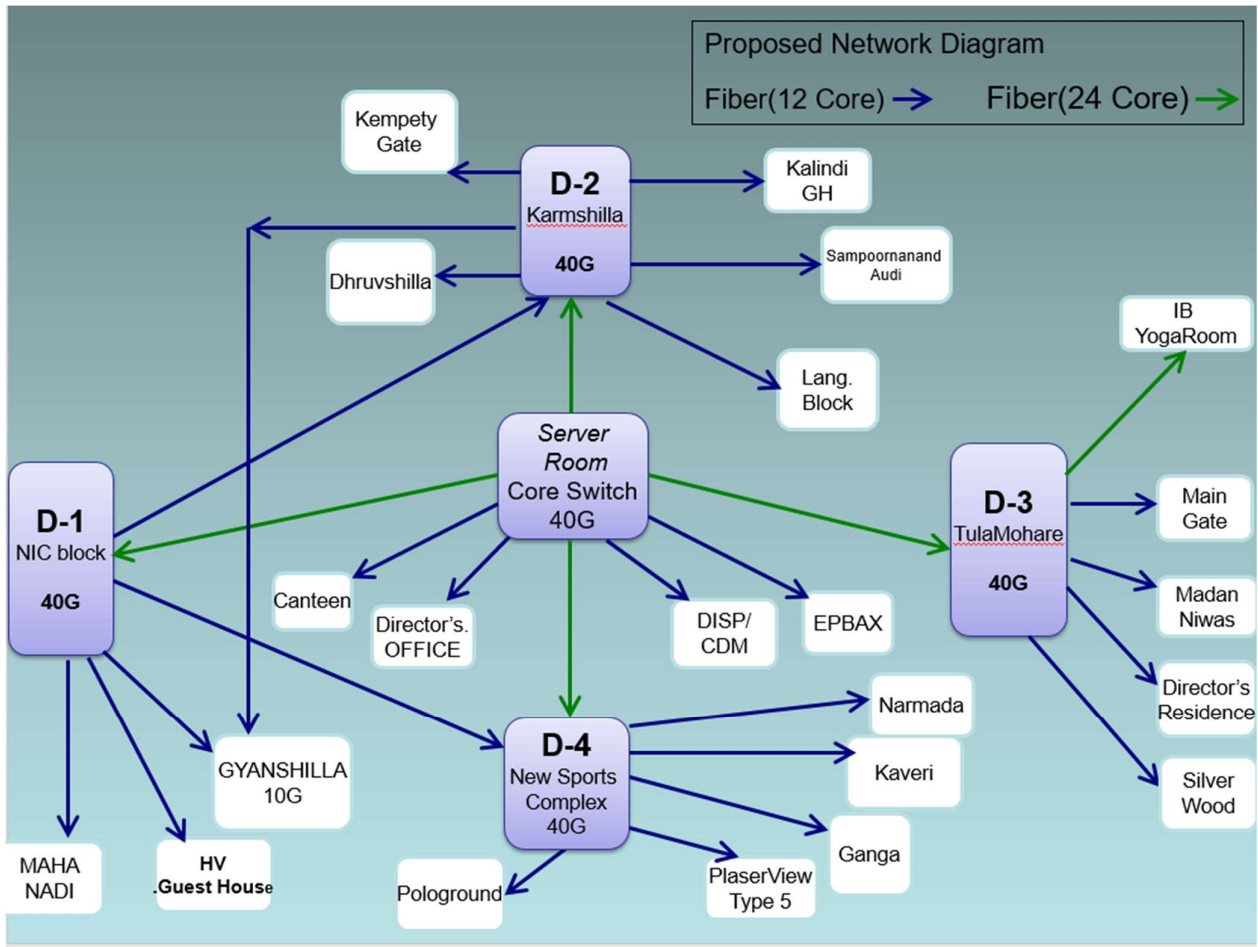 Proposed Network Diagram
Fiber(12 Core)
Fiber(24 Core)
Kempety
Gate
D-2
Karmshilla
40G
Kalindi
GH
Dhruvshilla
Sampoornanand
Audi
IB
YogaRoom
Lang.
Block
Server
Room
Core Switch
40G
D-1
NIC block
40G
D-3
TulaMohare
40G
Main
Gate
Canteen
Director's.
OFFICE
DISP/
CDM
EPBAX
Madan
Niwas
Director's
Residence
Narmada
D-4
New Sports
Complex
40G
Kaveri
Silver
Wood
GYANSHILLA
10G
Ganga
MAHA
NADI
HV
.Guest House
Pologround
PlaserView
Type 5